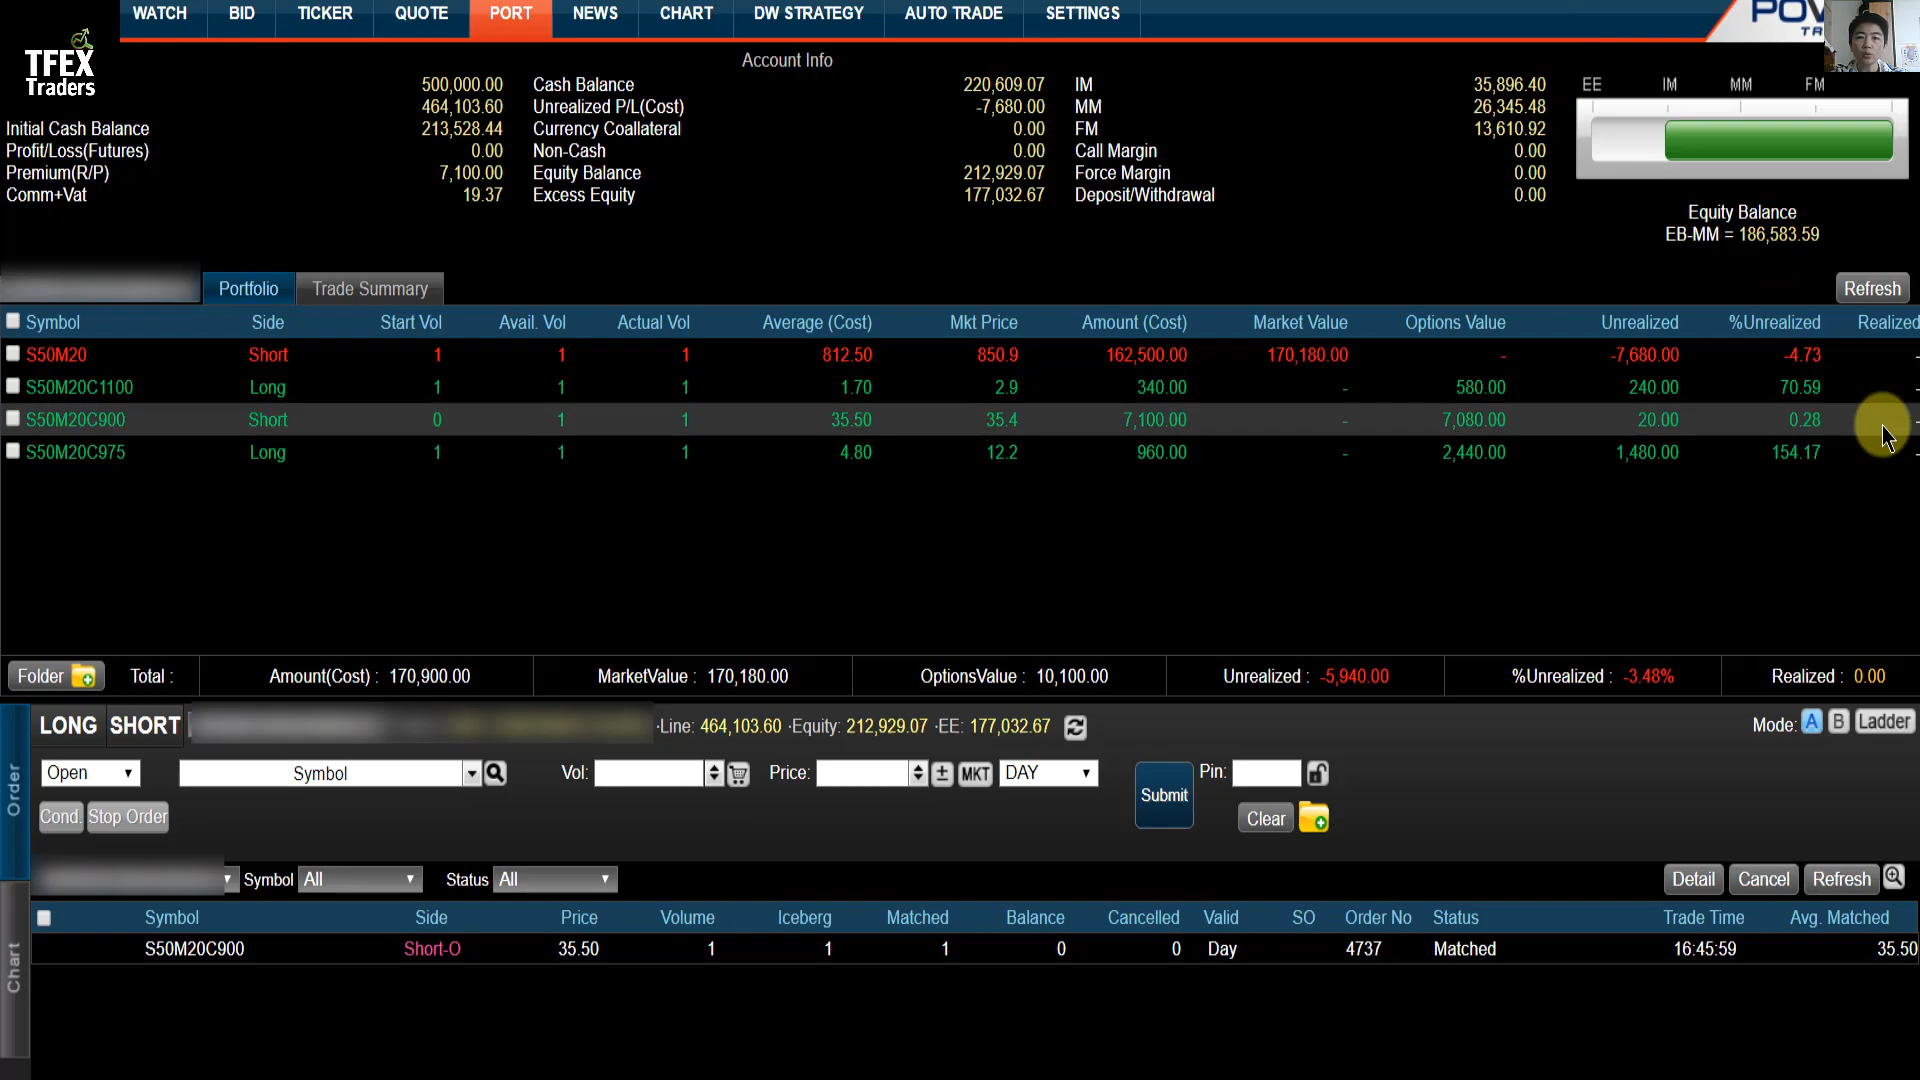 WATCH BID TICKER QUOTE PORT NEWS CHART DW STRATEGY AUTO TRADE SETTINGS
TFEX
Traders
Account Info
500,000.00 Cash Balance 220,609.07 IM 35,896.40 EE IM MM FM
464,103.60 Unrealized P/L(Cost) -7,680.00 MM 26,345.48
Initial Cash Balance 213,528.44 Currency Coallateral 0.00 FM 13,610.92
Profit/Loss(Futures) 0.00 Non-Cash 0.00 Call Margin 0.00
Premium(R/P) 7,100.00 Equity Balance 212,929.07 Force Margin 0.00
Comm+Vat 19.37 Excess Equity 177,032.67 Deposit/Withdrawal 0.00
Equity Balance
EB-MM = 186,583.59
Portfolio Trade Summary Refresh
Symbol Side Start Vol Avail. Vol Actual Vol Average (Cost) Mkt Price Amount (Cost) Market Value Options Value Unrealized %Unrealized Realized
S50M20 Short 1 1 1 812.50 850.9 162,500.00 170,180.00 - -7,680.00 -4.73 -
S50M20C1100 Long 1 1 1 1.70 2.9 340.00 - 580.00 240.00 70.59 -
S50M20C900 Short 0 1 1 35.50 35.4 7,100.00 - 7,080.00 20.00 0.28 -
S50M20C975 Long 1 1 1 4.80 12.2 960.00 - 2,440.00 1,480.00 154.17 -
Folder Total : Amount(Cost) : 170,900.00 MarketValue : 170,180.00 OptionsValue : 10,100.00 Unrealized : -5,940.00 %Unrealized : -3.48% Realized : 0.00
Order
LONG SHORT ·Line: 464,103.60 ·Equity: 212,929.07 ·EE: 177,032.67 Mode: A B Ladder
Open Symbol Vol: Price: ± MKT DAY Submit Pin:
Cond. Stop Order Clear
Symbol All Status All Detail Cancel Refresh
Chart
Symbol Side Price Volume Iceberg Matched Balance Cancelled Valid SO Order No Status Trade Time Avg. Matched
S50M20C900 Short-O 35.50 1 1 1 0 0 Day 4737 Matched 16:45:59 35.50